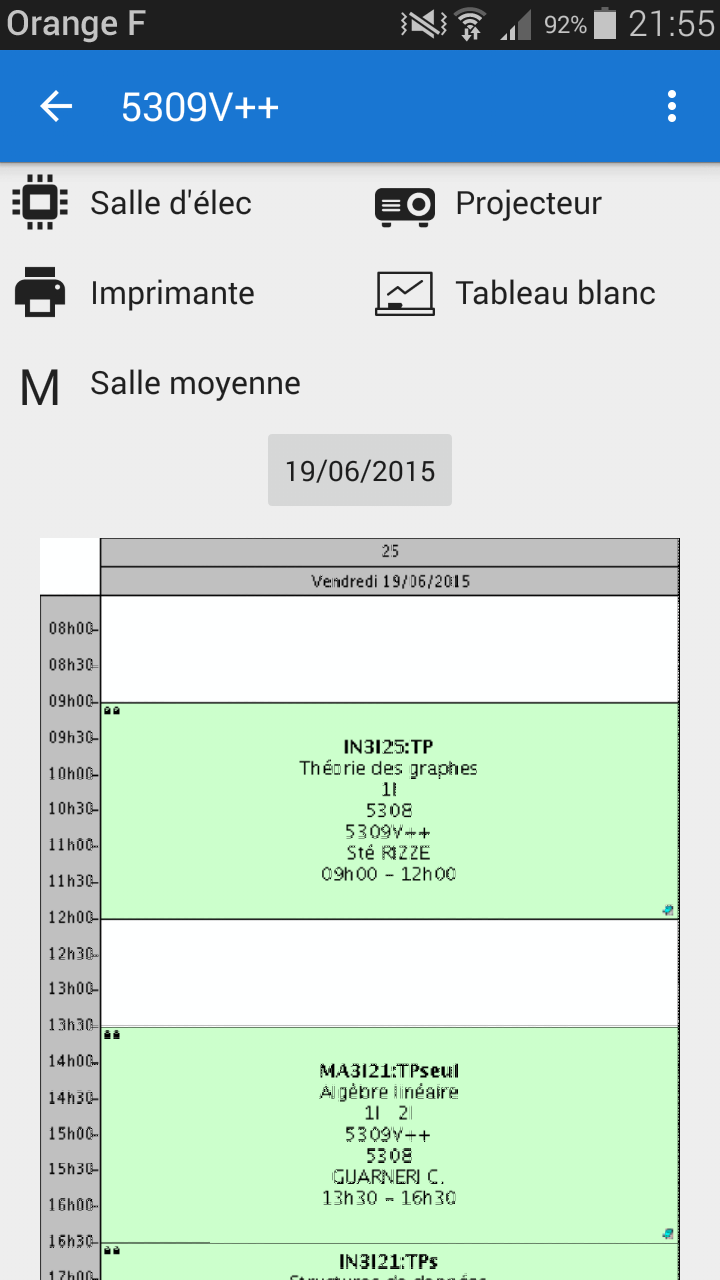 Orange F 92% 21:55
5309V++
Salle d'élec Projecteur
Imprimante Tableau blanc
M Salle moyenne
19/06/2015
25
Vendredi 19/06/2015
08h00
08h30
09h00
09h30
10h00
10h30
11h00
11h30
12h00
12h30
13h00
13h30
14h00
14h30
15h00
15h30
16h00
16h30
17h00
IN3I25:TP
Théorie des graphes
1I
5308
5309V++
Sté RIZZE
09h00 - 12h00
MA3I21:TPseul
Algèbre linéaire
1I 2I
5309V++
5308
GUARNERI C.
13h30 - 16h30
IN3I21:TPs
Structures de données